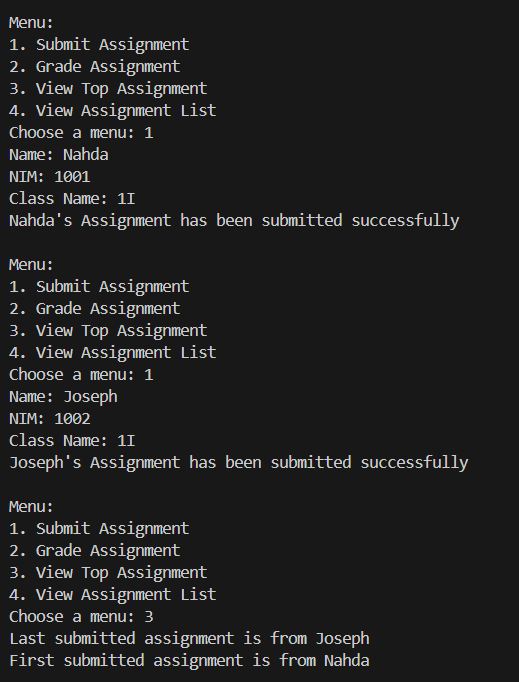 Menu:
1. Submit Assignment
2. Grade Assignment
3. View Top Assignment
4. View Assignment List
Choose a menu: 1
Name: Nahda
NIM: 1001
Class Name: 1I
Nahda's Assignment has been submitted successfully

Menu:
1. Submit Assignment
2. Grade Assignment
3. View Top Assignment
4. View Assignment List
Choose a menu: 1
Name: Joseph
NIM: 1002
Class Name: 1I
Joseph's Assignment has been submitted successfully

Menu:
1. Submit Assignment
2. Grade Assignment
3. View Top Assignment
4. View Assignment List
Choose a menu: 3
Last submitted assignment is from Joseph
First submitted assignment is from Nahda